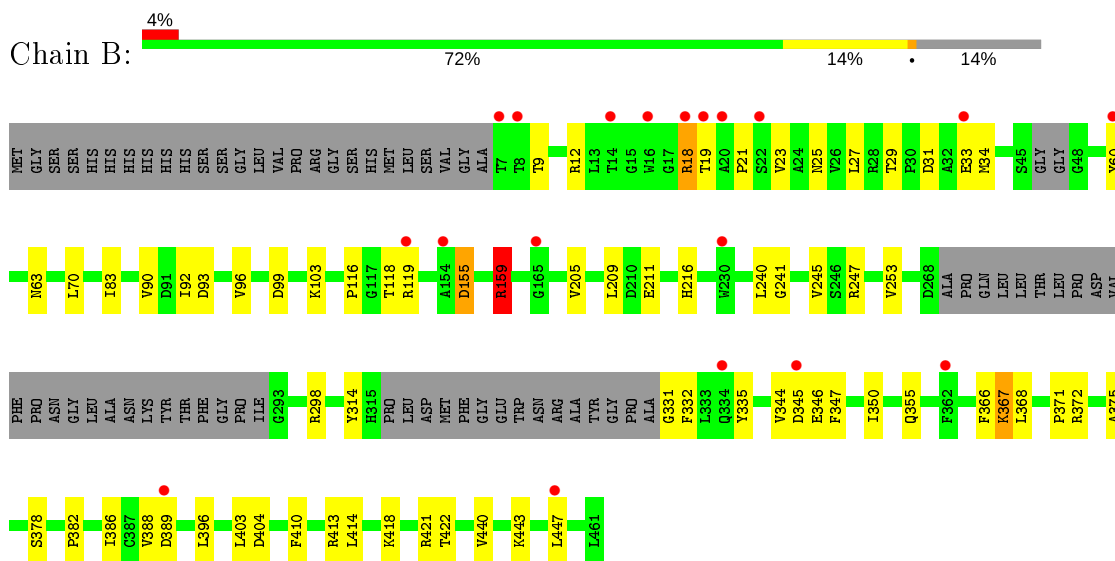 4%
Chain B:
72% 14% • 14%
MET GLY SER SER HIS HIS HIS HIS HIS HIS SER SER GLY LEU VAL PRO ARG GLY SER HIS MET LEU SER VAL GLY ALA T7 T8 T9 R12 L13 T14 G15 W16 G17 R18 T19 A20 P21 S22 V23 A24 N25 V26 L27 R28 T29 P30 D31 A32 E33 M34 S45 GLY GLY G48 Y60
N63 L70 I83 V90 D91 I92 D93 V96 D99 K103 P116 G117 T118 R119 A154 D155 R159 G165 V205 L209 D210 E211 H216 W230 L240 G241 V245 S246 R247 V253 D268 ALA PRO GLN LEU LEU THR LEU PRO ASP VAL
PHE PRO ASN GLY LEU ALA ASN LYS TYR THR PHE GLY PRO ILE G293 R298 Y314 H315 PRO LEU ASP MET PHE GLY GLU TRP ASN ARG ALA TYR GLY PRO ALA G331 F332 L333 Q334 Y335 V344 D345 E346 F347 I350 Q355 F362 F366 K367 L368 P371 R372 A375
S378 P382 I386 C387 V388 D389 L396 L403 D404 F410 R413 L414 K418 R421 T422 V440 K443 L447 L461